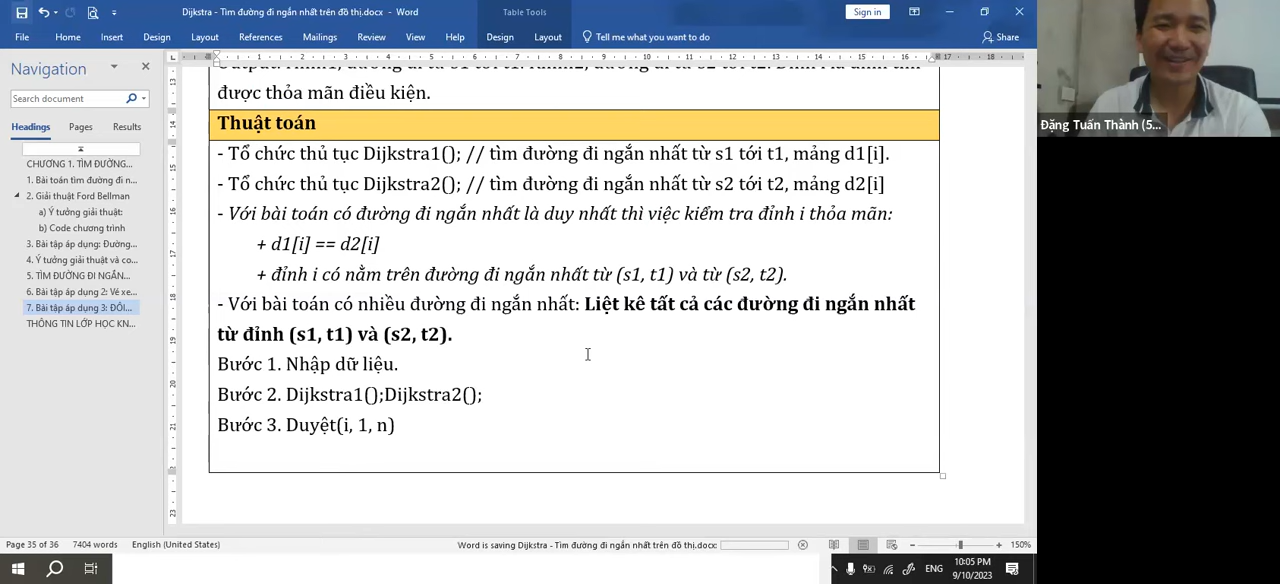 Dijkstra - Tìm đường đi ngắn nhất trên đồ thị.docx - Word
Table Tools
Sign in
File Home Insert Design Layout References Mailings Review View Help Design Layout Tell me what you want to do Share
Navigation
Search document
Headings Pages Results
CHƯƠNG 1. TÌM ĐƯỜNG...
1. Bài toán tìm đường đi n...
2. Giải thuật Ford Bellman
a) Ý tưởng giải thuật:
b) Code chương trình
3. Bài tập áp dụng: Đường...
4. Ý tưởng giải thuật và co...
5. TÌM ĐƯỜNG ĐI NGẮN...
6. Bài tập áp dụng 2: Vé xe...
7. Bài tập áp dụng 3: ĐÔI...
THÔNG TIN LỚP HỌC KN...
được thỏa mãn điều kiện.
Thuật toán
- Tổ chức thủ tục Dijkstra1(); // tìm đường đi ngắn nhất từ s1 tới t1, mảng d1[i].
- Tổ chức thủ tục Dijkstra2(); // tìm đường đi ngắn nhất từ s2 tới t2, mảng d2[i]
- Với bài toán có đường đi ngắn nhất là duy nhất thì việc kiểm tra đỉnh i thỏa mãn:
+ d1[i] == d2[i]
+ đỉnh i có nằm trên đường đi ngắn nhất từ (s1, t1) và từ (s2, t2).
- Với bài toán có nhiều đường đi ngắn nhất: Liệt kê tất cả các đường đi ngắn nhất
từ đỉnh (s1, t1) và (s2, t2).
Bước 1. Nhập dữ liệu.
Bước 2. Dijkstra1();Dijkstra2();
Bước 3. Duyệt(i, 1, n)
Đặng Tuấn Thành (5...
Page 35 of 36 7404 words English (United States) Word is saving Dijkstra - Tìm đường đi ngắn nhất trên đồ thị.docx 150%
ENG
10:05 PM
9/10/2023